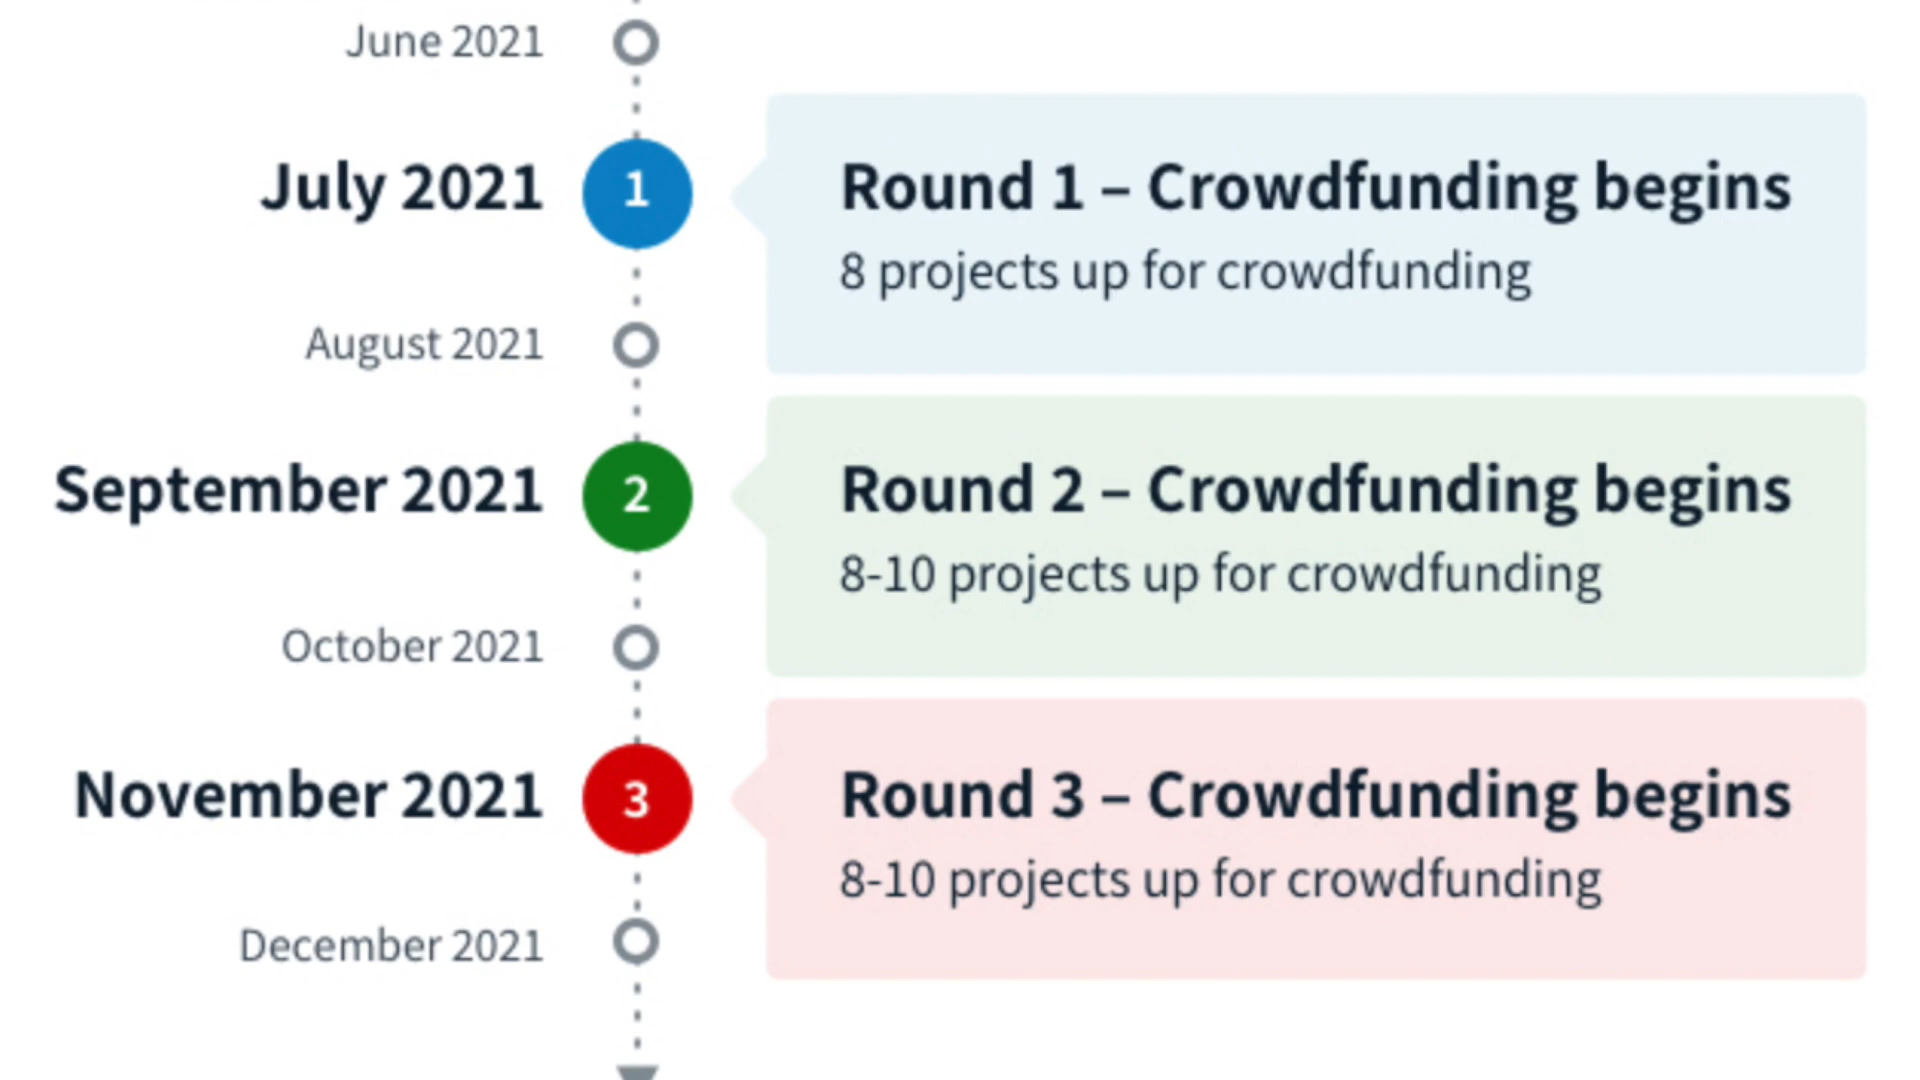 June 2021
July 2021
1
Round 1 – Crowdfunding begins
8 projects up for crowdfunding
August 2021
September 2021
2
Round 2 – Crowdfunding begins
8-10 projects up for crowdfunding
October 2021
November 2021
3
Round 3 – Crowdfunding begins
8-10 projects up for crowdfunding
December 2021